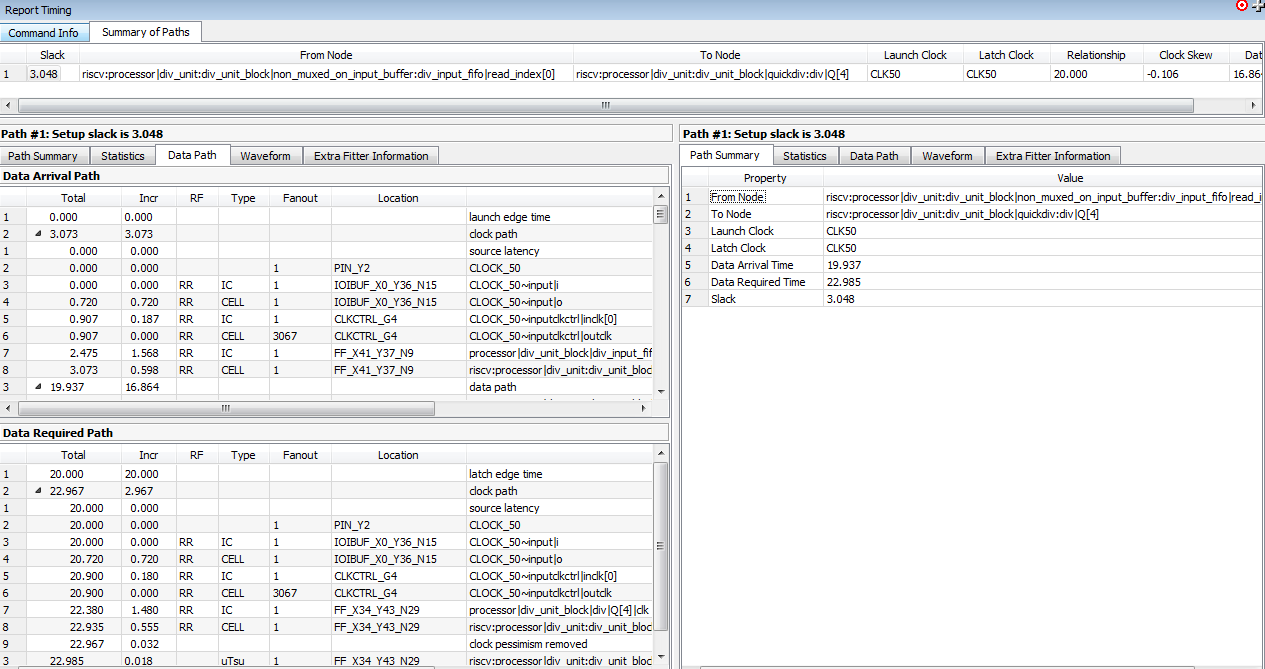 Report Timing
Command Info Summary of Paths
Slack From Node To Node Launch Clock Latch Clock Relationship Clock Skew Dat
1 3.048 riscv:processor|div_unit:div_unit_block|non_muxed_on_input_buffer:div_input_fifo|read_index[0] riscv:processor|div_unit:div_unit_block|quickdiv:div|Q[4] CLK50 CLK50 20.000 -0.106 16.86
Path #1: Setup slack is 3.048
Path Summary Statistics Data Path Waveform Extra Fitter Information
Data Arrival Path
Total Incr RF Type Fanout Location
1 0.000 0.000 launch edge time
2 3.073 3.073 clock path
1 0.000 0.000 source latency
2 0.000 0.000 1 PIN_Y2 CLOCK_50
3 0.000 0.000 RR IC 1 IOIBUF_X0_Y36_N15 CLOCK_50~input|i
4 0.720 0.720 RR CELL 1 IOIBUF_X0_Y36_N15 CLOCK_50~input|o
5 0.907 0.187 RR IC 1 CLKCTRL_G4 CLOCK_50~inputclkctrl|inclk[0]
6 0.907 0.000 RR CELL 3067 CLKCTRL_G4 CLOCK_50~inputclkctrl|outclk
7 2.475 1.568 RR IC 1 FF_X41_Y37_N9 processor|div_unit_block|div_input_fif
8 3.073 0.598 RR CELL 1 FF_X41_Y37_N9 riscv:processor|div_unit:div_unit_bloc
3 19.937 16.864 data path
Data Required Path
Total Incr RF Type Fanout Location
1 20.000 20.000 latch edge time
2 22.967 2.967 clock path
1 20.000 0.000 source latency
2 20.000 0.000 1 PIN_Y2 CLOCK_50
3 20.000 0.000 RR IC 1 IOIBUF_X0_Y36_N15 CLOCK_50~input|i
4 20.720 0.720 RR CELL 1 IOIBUF_X0_Y36_N15 CLOCK_50~input|o
5 20.900 0.180 RR IC 1 CLKCTRL_G4 CLOCK_50~inputclkctrl|inclk[0]
6 20.900 0.000 RR CELL 3067 CLKCTRL_G4 CLOCK_50~inputclkctrl|outclk
7 22.380 1.480 RR IC 1 FF_X34_Y43_N29 processor|div_unit_block|div|Q[4]|clk
8 22.935 0.555 RR CELL 1 FF_X34_Y43_N29 riscv:processor|div_unit:div_unit_bloc
9 22.967 0.032 clock pessimism removed
3 22.985 0.018 uTsu 1 FF_X34_Y43_N29 riscv:processor|div_unit:div_unit_bloc
Path #1: Setup slack is 3.048
Path Summary Statistics Data Path Waveform Extra Fitter Information
Property Value
1 From Node riscv:processor|div_unit:div_unit_block|non_muxed_on_input_buffer:div_input_fifo|read_i
2 To Node riscv:processor|div_unit:div_unit_block|quickdiv:div|Q[4]
3 Launch Clock CLK50
4 Latch Clock CLK50
5 Data Arrival Time 19.937
6 Data Required Time 22.985
7 Slack 3.048